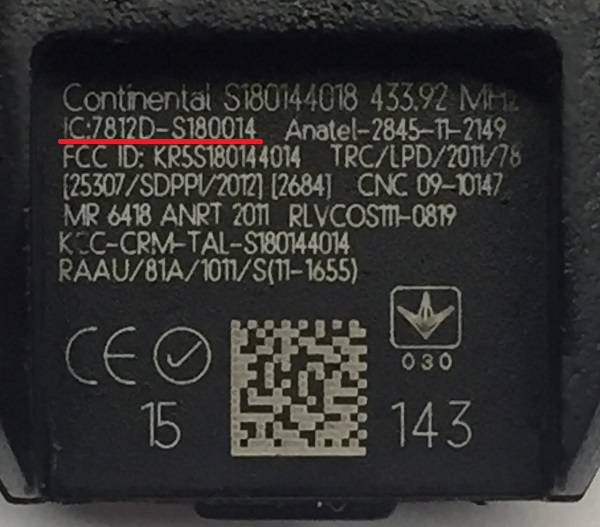 Continental S180144018 433.92 MHz
IC:7812D-S180014 Anatel-2845-11-2149
FCC ID: KR5S180144014 TRC/LPD/2011/78
[25307/SDPPI/2012] [2684] CNC 09-10147
MR 6418 ANRT 2011 RLVCOS111-0819
KCC-CRM-TAL-S180144014
RAAU/81A/1011/S(11-1655)
CE
030
15 143